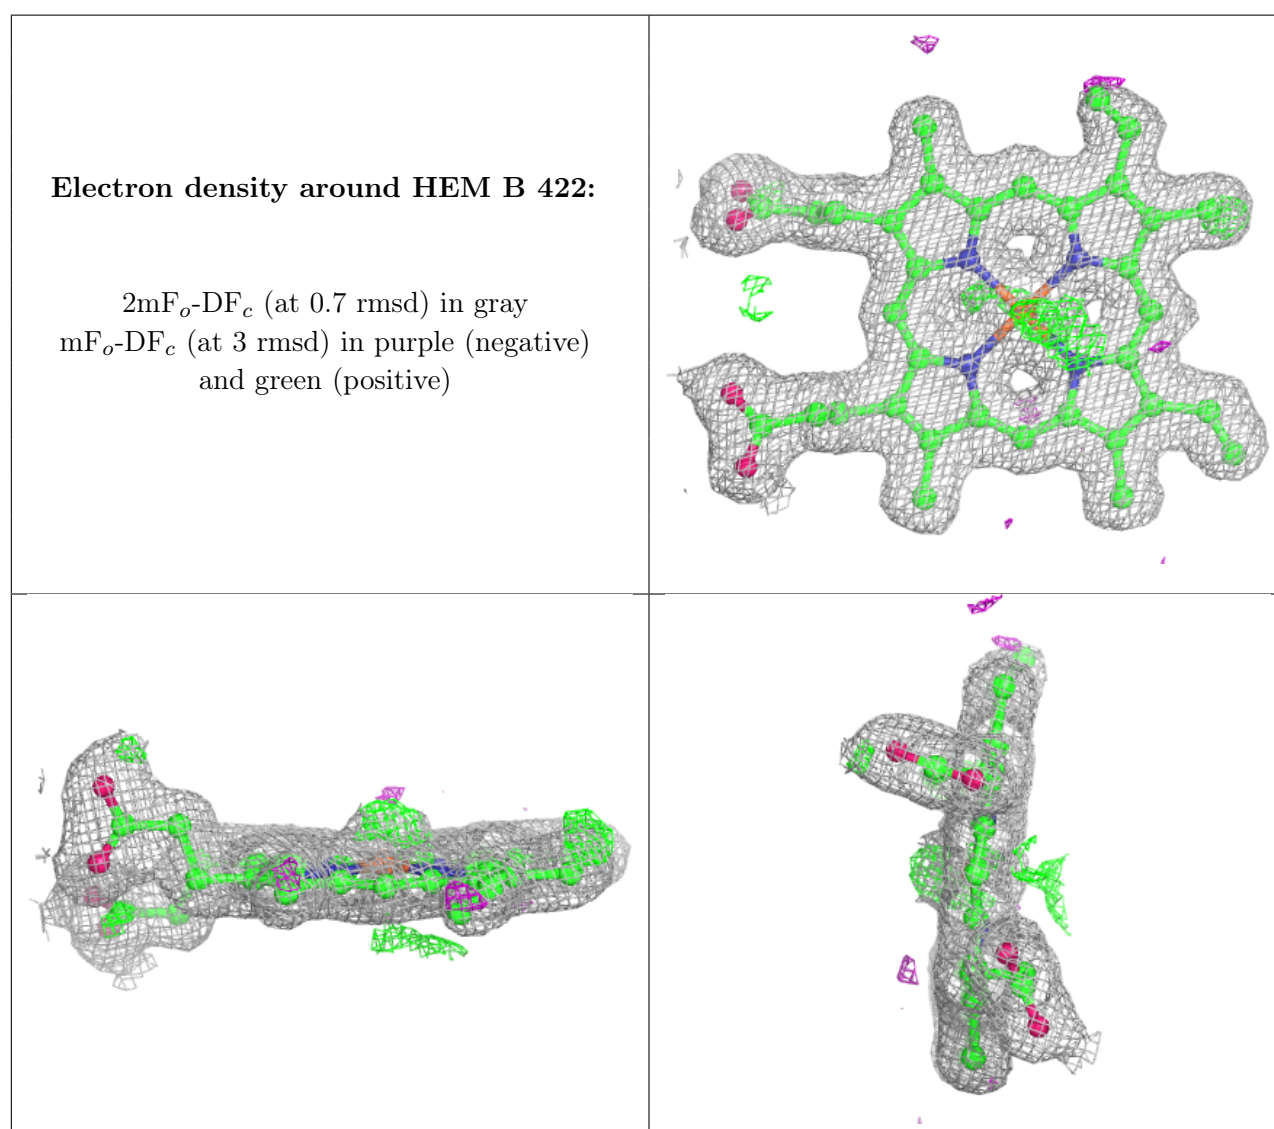 Electron density around HEM B 422:
2mFₒ-DF𝒸 (at 0.7 rmsd) in gray
mFₒ-DF𝒸 (at 3 rmsd) in purple (negative)
and green (positive)